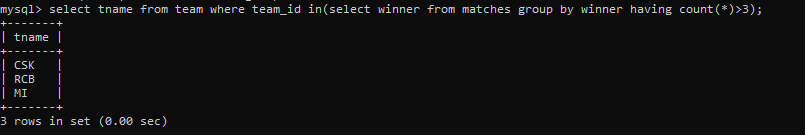 mysql> select tname from team where team_id in(select winner from matches group by winner having count(*)>3);
+-------+
| tname |
+-------+
| CSK   |
| RCB   |
| MI    |
+-------+
3 rows in set (0.00 sec)